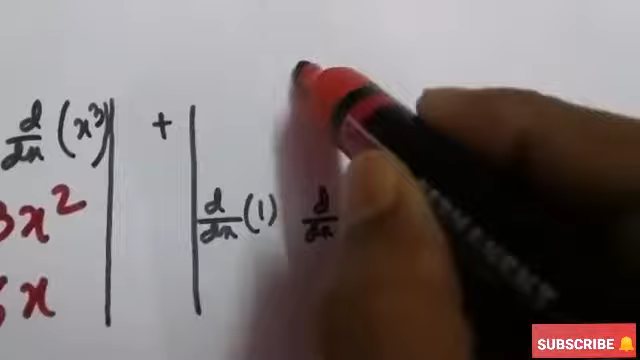 d/dx (x³) | + |
3x² | d/dx (1) d/dx
x
SUBSCRIBE